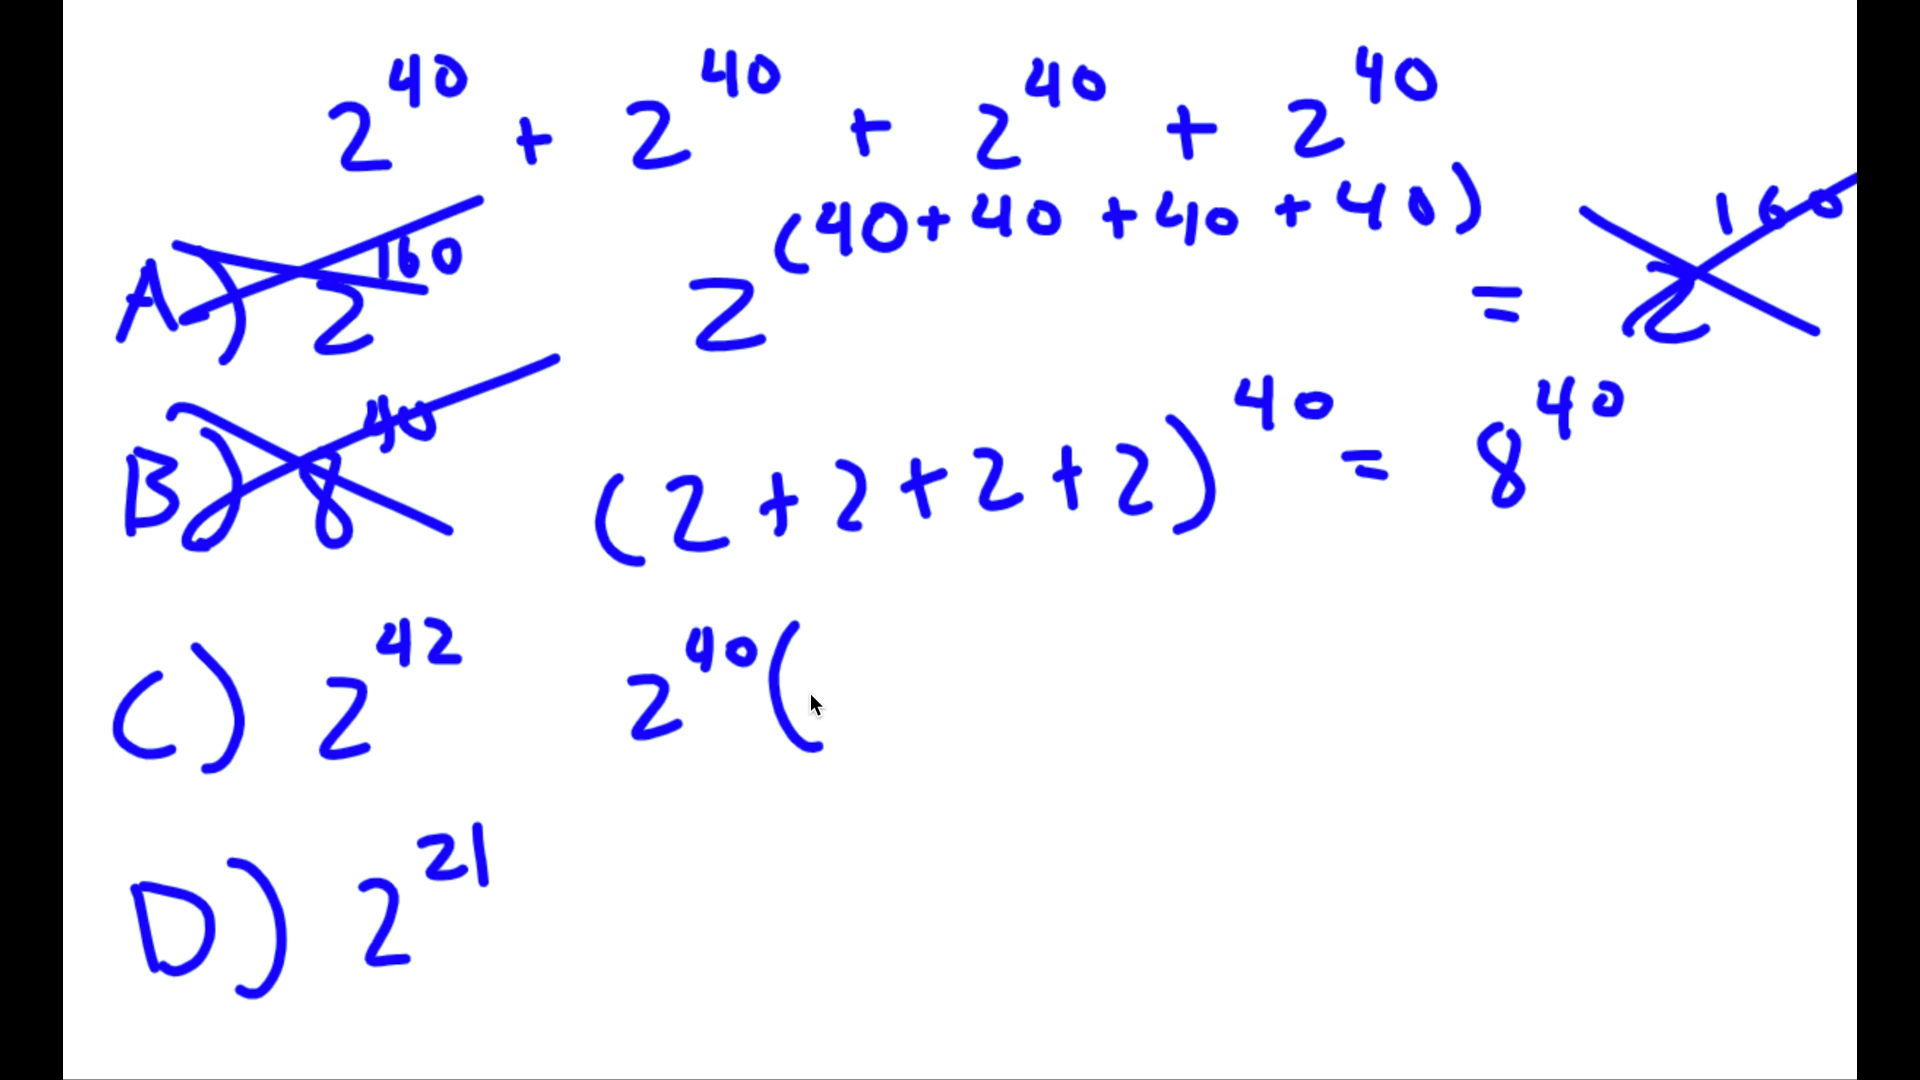 2^40 + 2^40 + 2^40 + 2^40
A) 2^160 2^(40+40+40+40) = 2^160
B) 8^40 (2+2+2+2)^40 = 8^40
C) 2^42 2^40(
D) 2^21